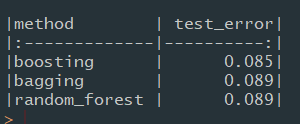 |method        | test_error|
|:-------------|----------:|
|boosting      |      0.085|
|bagging       |      0.089|
|random_forest |      0.089|
>